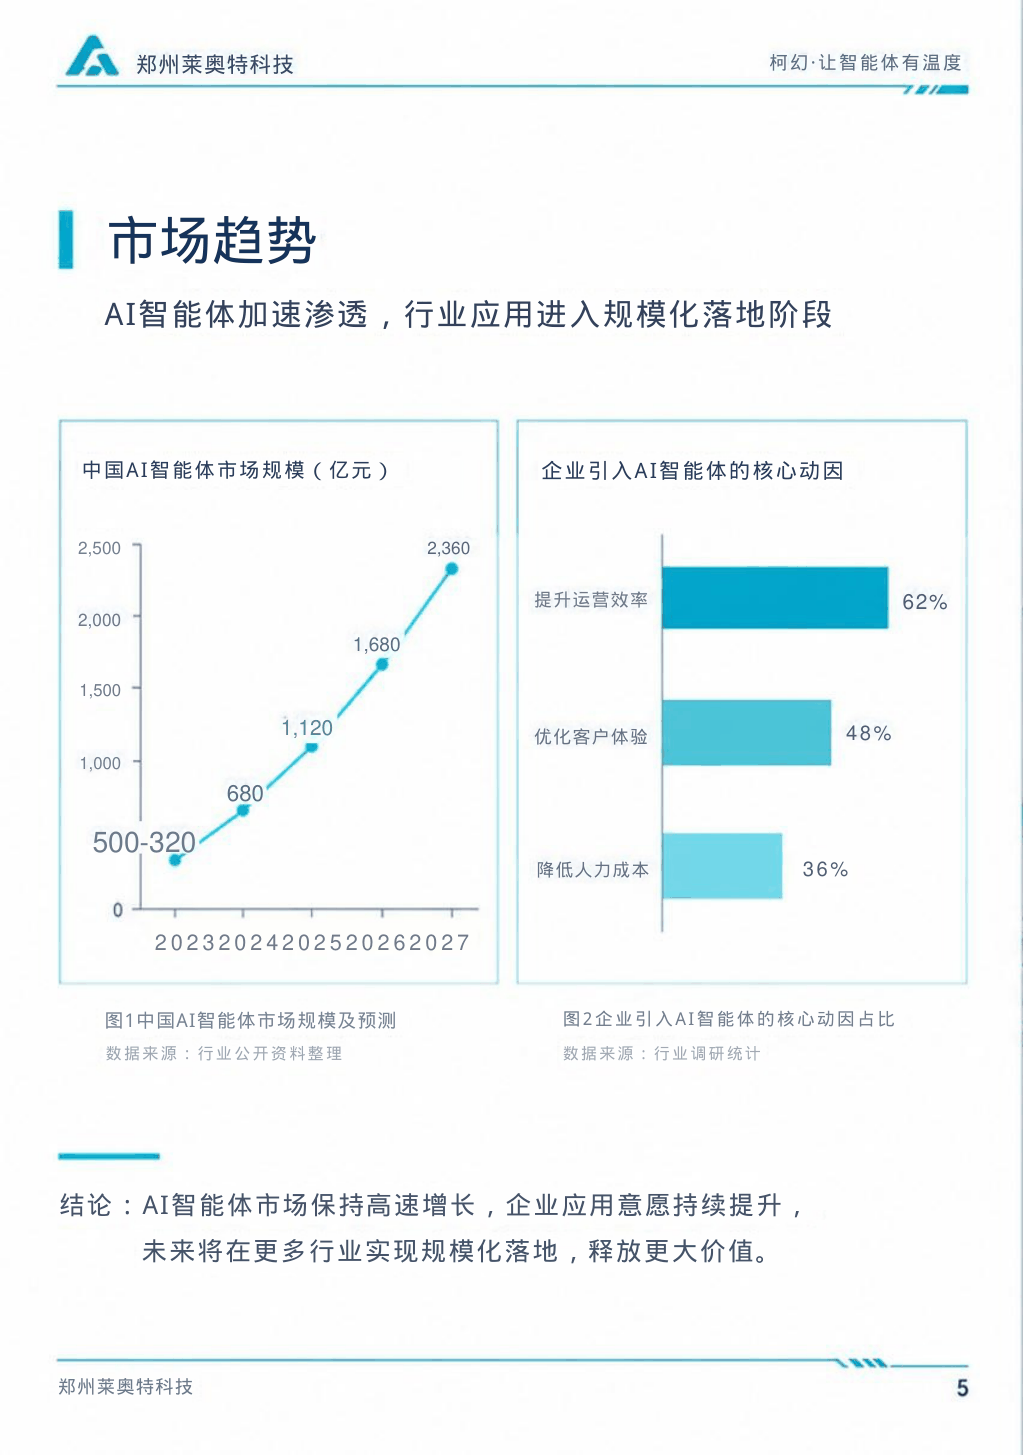 郑州莱奥特科技
柯幻·让智能体有温度
市场趋势
AI智能体加速渗透，行业应用进入规模化落地阶段
中国AI智能体市场规模（亿元）
2,500
2,000
1,500
1,000
500-320
0
680
1,120
1,680
2,360
20232024202520262027
图1中国AI智能体市场规模及预测
数据来源：行业公开资料整理
企业引入AI智能体的核心动因
提升运营效率
62%
优化客户体验
48%
降低人力成本
36%
图2企业引入AI智能体的核心动因占比
数据来源：行业调研统计
结论：AI智能体市场保持高速增长，企业应用意愿持续提升，
未来将在更多行业实现规模化落地，释放更大价值。
郑州莱奥特科技
5